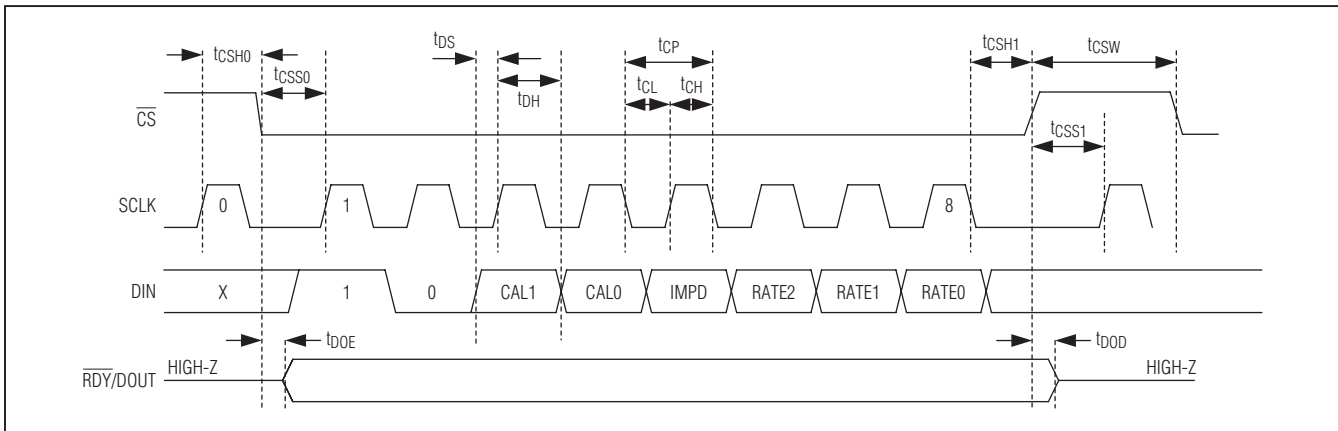 tCSH0
tCSS0
tDS
tDH
tCP
tCL
tCH
tCSH1
tCSW
tCSS1
CS
SCLK
0
1
8
DIN
X
1
0
CAL1
CAL0
IMPD
RATE2
RATE1
RATE0
tDOE
tDOD
RDY/DOUT
HIGH-Z
HIGH-Z